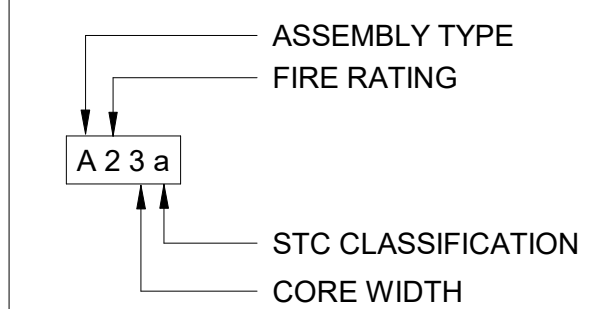 ASSEMBLY TYPE
FIRE RATING
A 2 3 a
STC CLASSIFICATION
CORE WIDTH